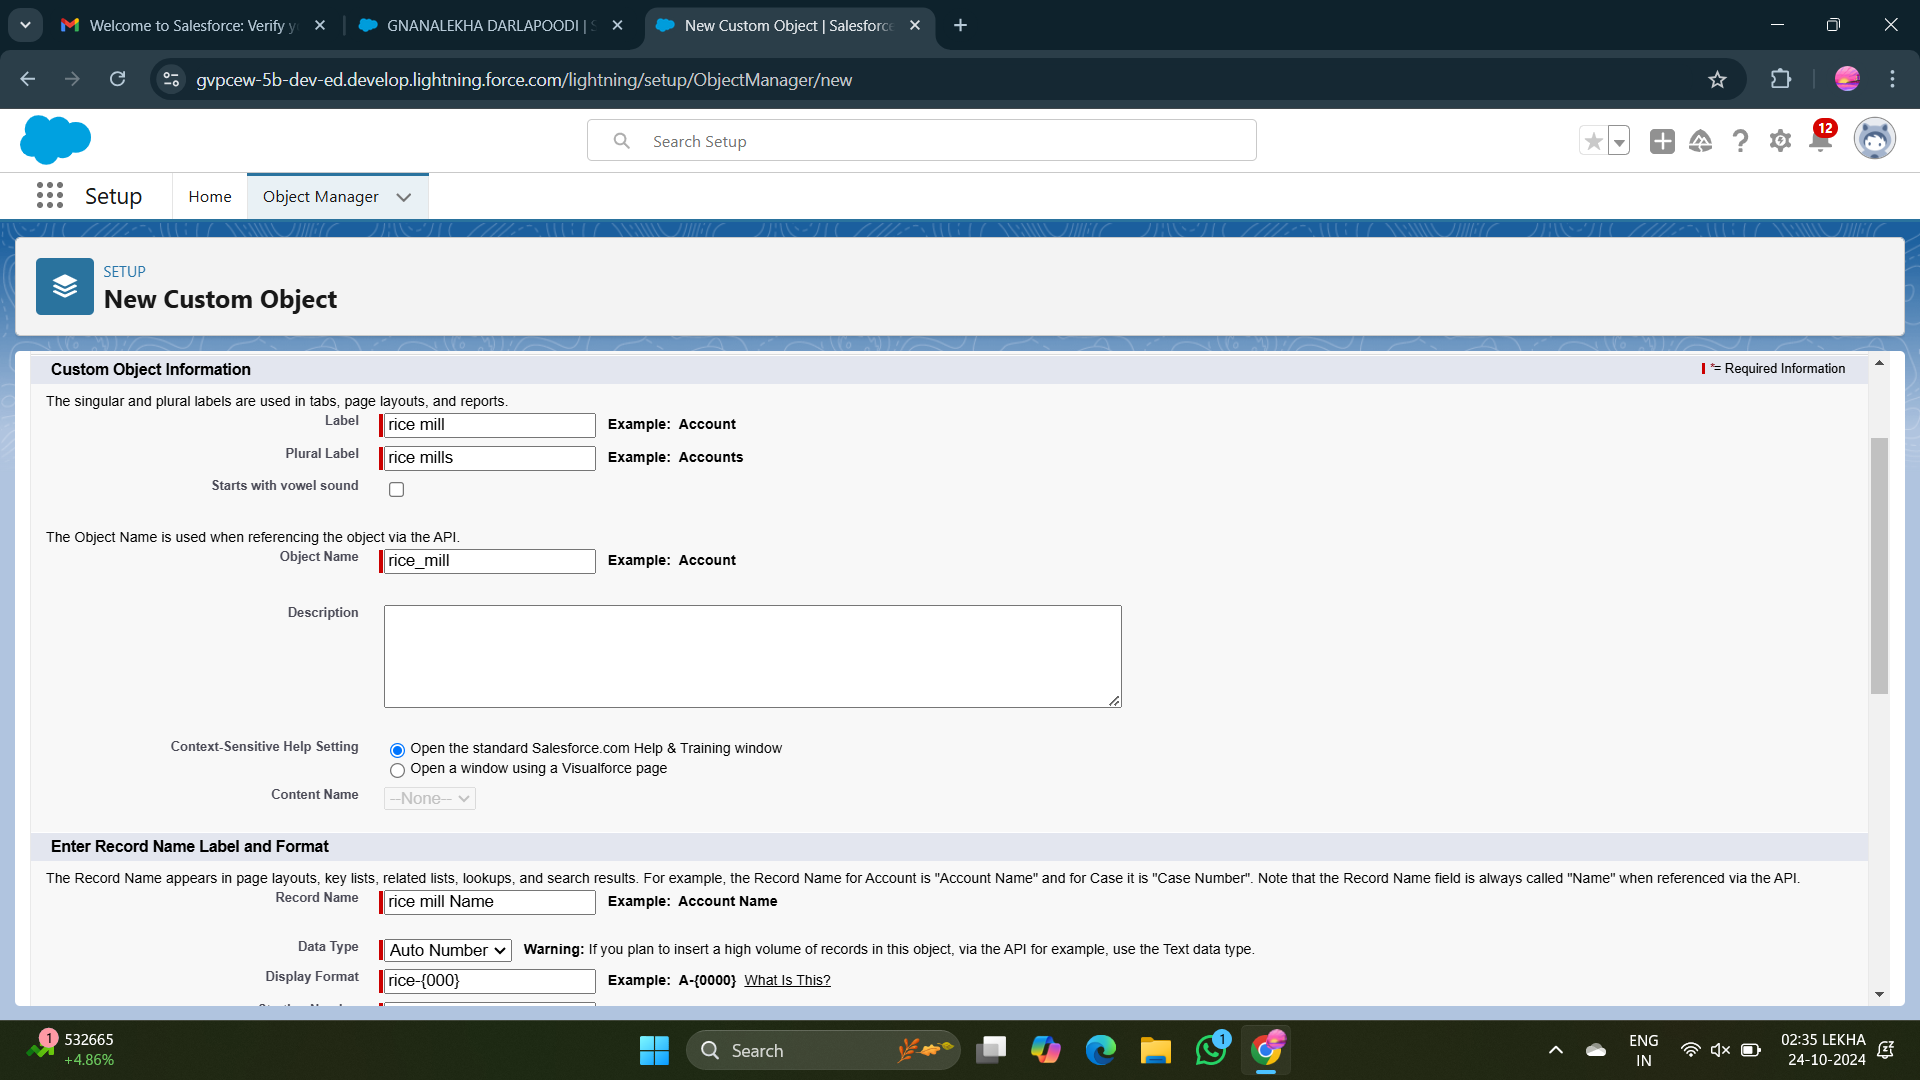 Welcome to Salesforce: Verify y
GNANALEKHA DARLAPOODI | S
New Custom Object | Salesforce
gvpcew-5b-dev-ed.develop.lightning.force.com/lightning/setup/ObjectManager/new
Search Setup
12
Setup
Home
Object Manager
SETUP
New Custom Object
Custom Object Information
*= Required Information
The singular and plural labels are used in tabs, page layouts, and reports.
Label rice mill Example: Account
Plural Label rice mills Example: Accounts
Starts with vowel sound
The Object Name is used when referencing the object via the API.
Object Name rice_mill Example: Account
Description
Context-Sensitive Help Setting Open the standard Salesforce.com Help & Training window
Open a window using a Visualforce page
Content Name --None--
Enter Record Name Label and Format
The Record Name appears in page layouts, key lists, related lists, lookups, and search results. For example, the Record Name for Account is "Account Name" and for Case it is "Case Number". Note that the Record Name field is always called "Name" when referenced via the API.
Record Name rice mill Name Example: Account Name
Data Type Auto Number Warning: If you plan to insert a high volume of records in this object, via the API for example, use the Text data type.
Display Format rice-{000} Example: A-{0000} What Is This?
1
532665
+4.86%
Search
1
ENG
IN
02:35 LEKHA
24-10-2024